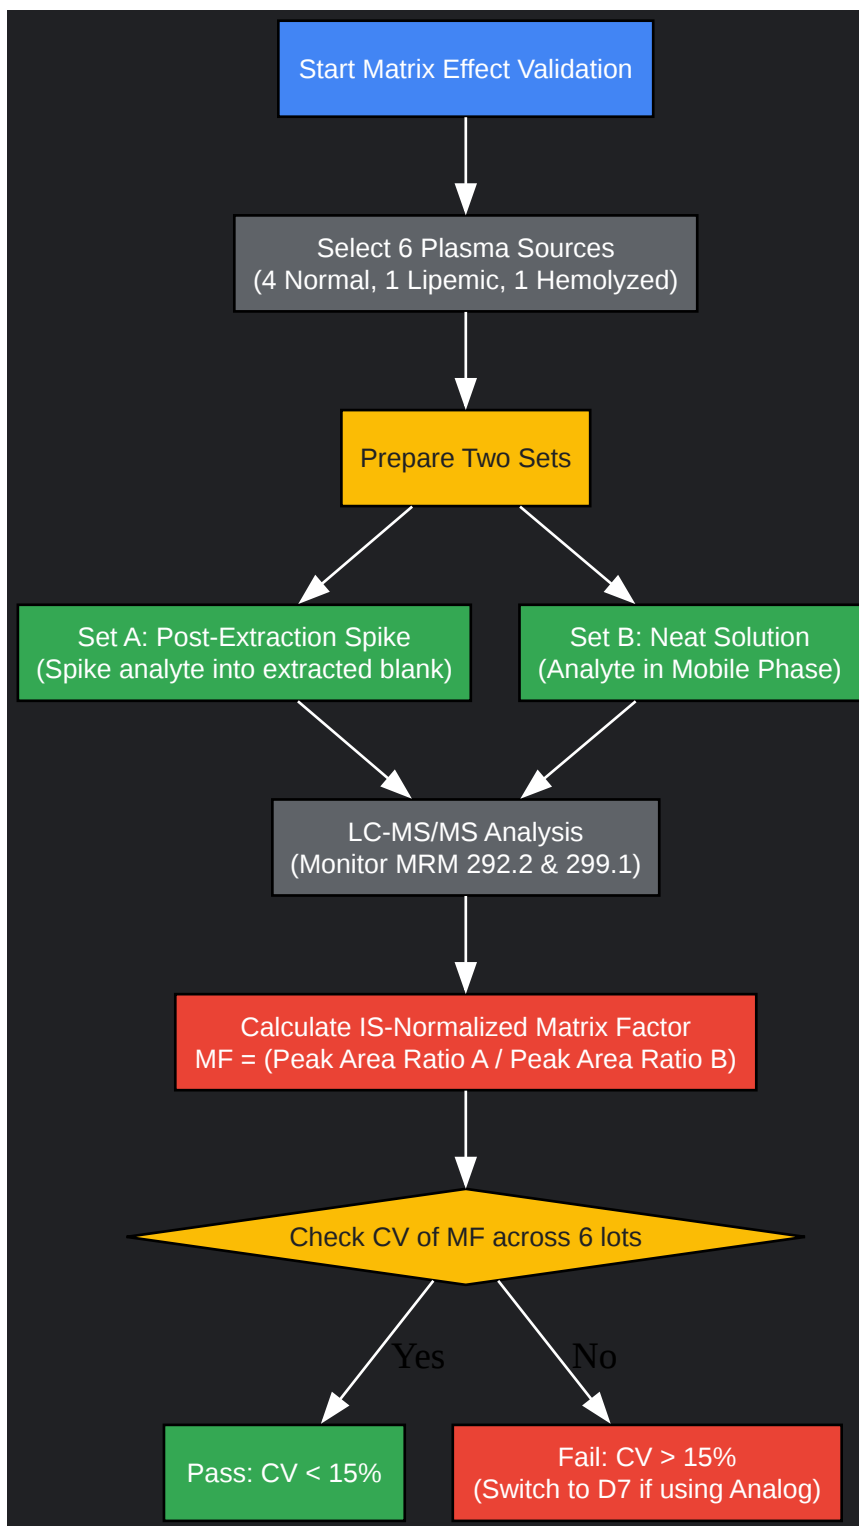 Start Matrix Effect Validation
Select 6 Plasma Sources
(4 Normal, 1 Lipemic, 1 Hemolyzed)
Prepare Two Sets
Set A: Post-Extraction Spike
(Spike analyte into extracted blank)
Set B: Neat Solution
(Analyte in Mobile Phase)
LC-MS/MS Analysis
(Monitor MRM 292.2 & 299.1)
Calculate IS-Normalized Matrix Factor
MF = (Peak Area Ratio A / Peak Area Ratio B)
Check CV of MF across 6 lots
Yes
No
Pass: CV < 15%
Fail: CV > 15%
(Switch to D7 if using Analog)